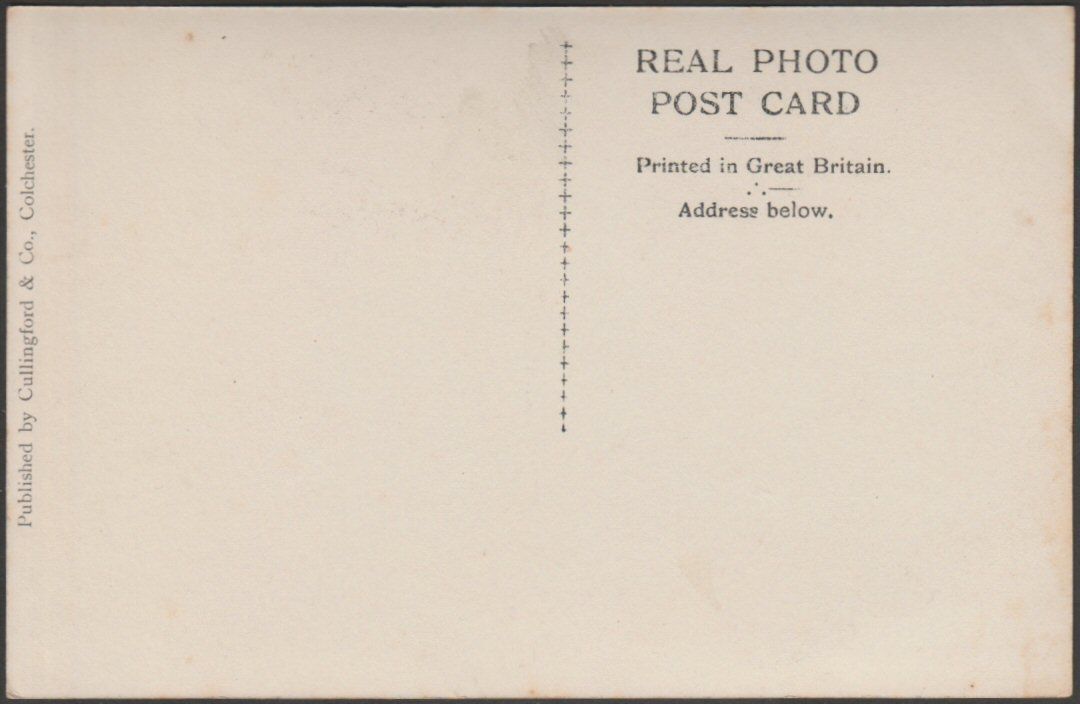 REAL PHOTO
POST CARD
Printed in Great Britain.
Address below.
Published by Cullingford & Co., Colchester.